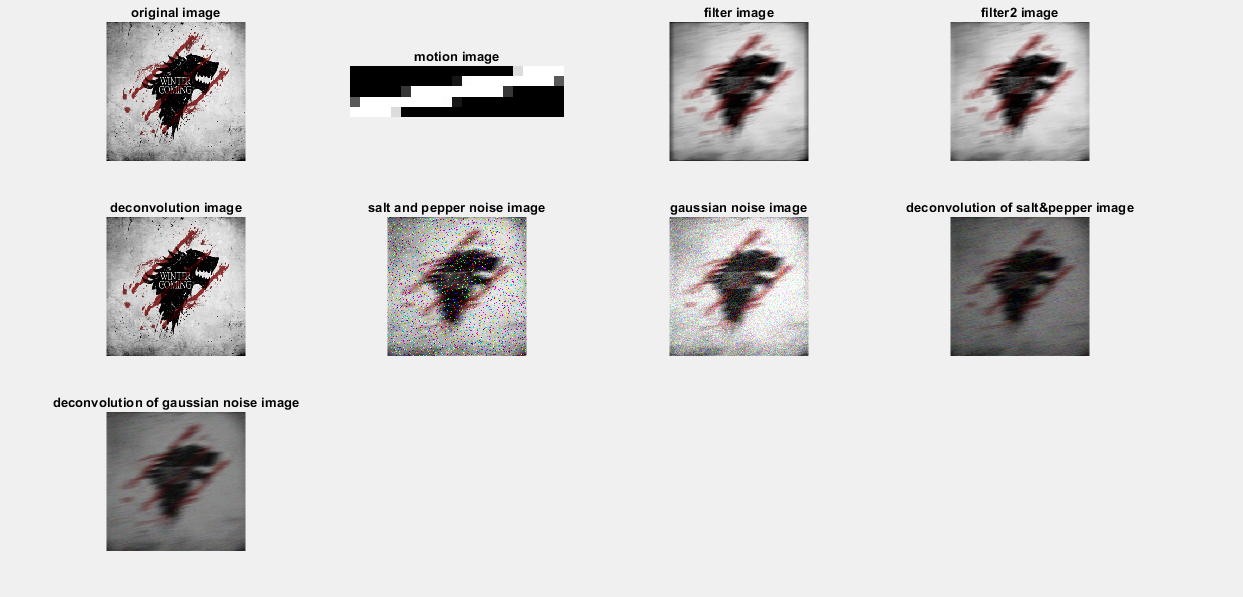 original image
motion image
filter image
filter2 image
WINTER
COMING
deconvolution image
salt and pepper noise image
gaussian noise image
deconvolution of salt&pepper image
WINTER
COMING
deconvolution of gaussian noise image